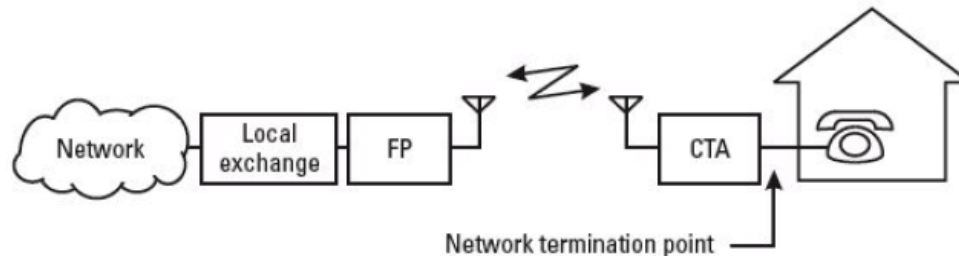 Network
Local
exchange
FP
CTA
Network termination point